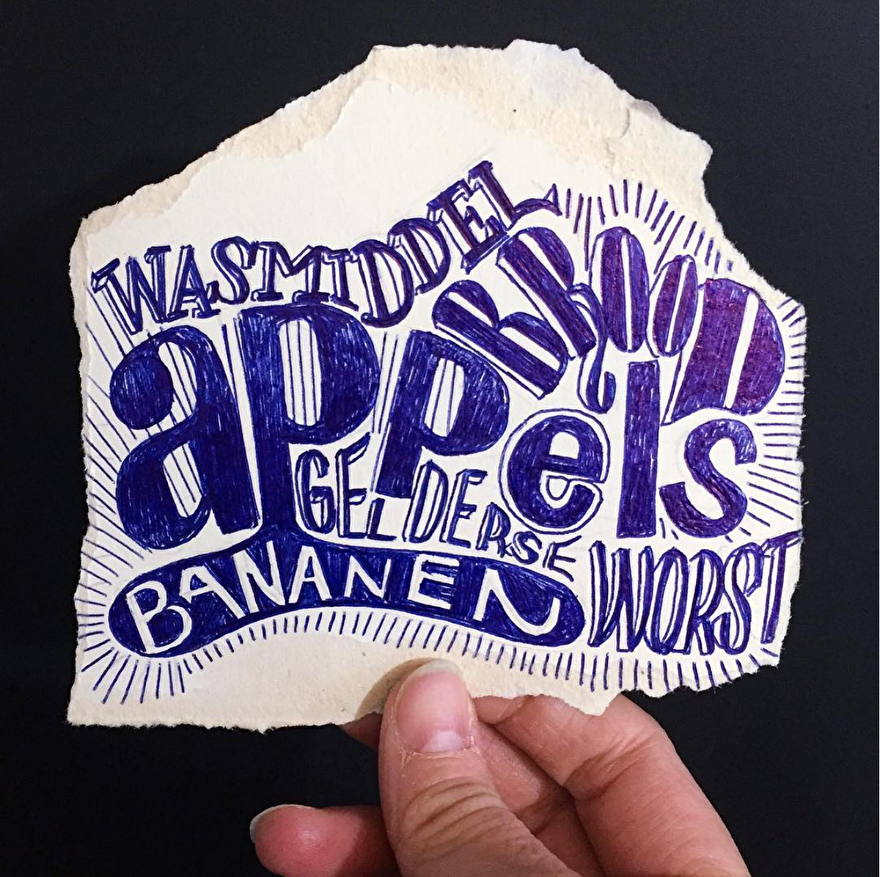 WASMIDDEL
BROOD
appels
GELDERSE
WORST
BANANEN